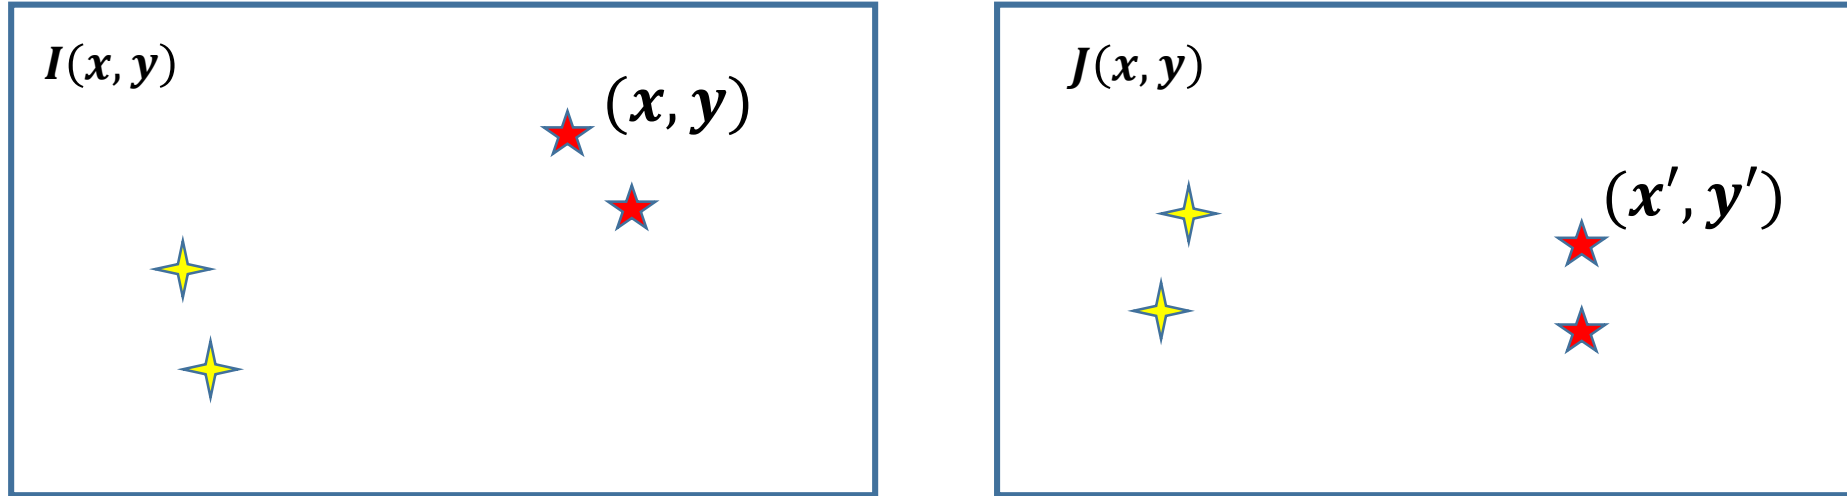 I(x, y)
(x, y)
J(x, y)
(x′, y′)